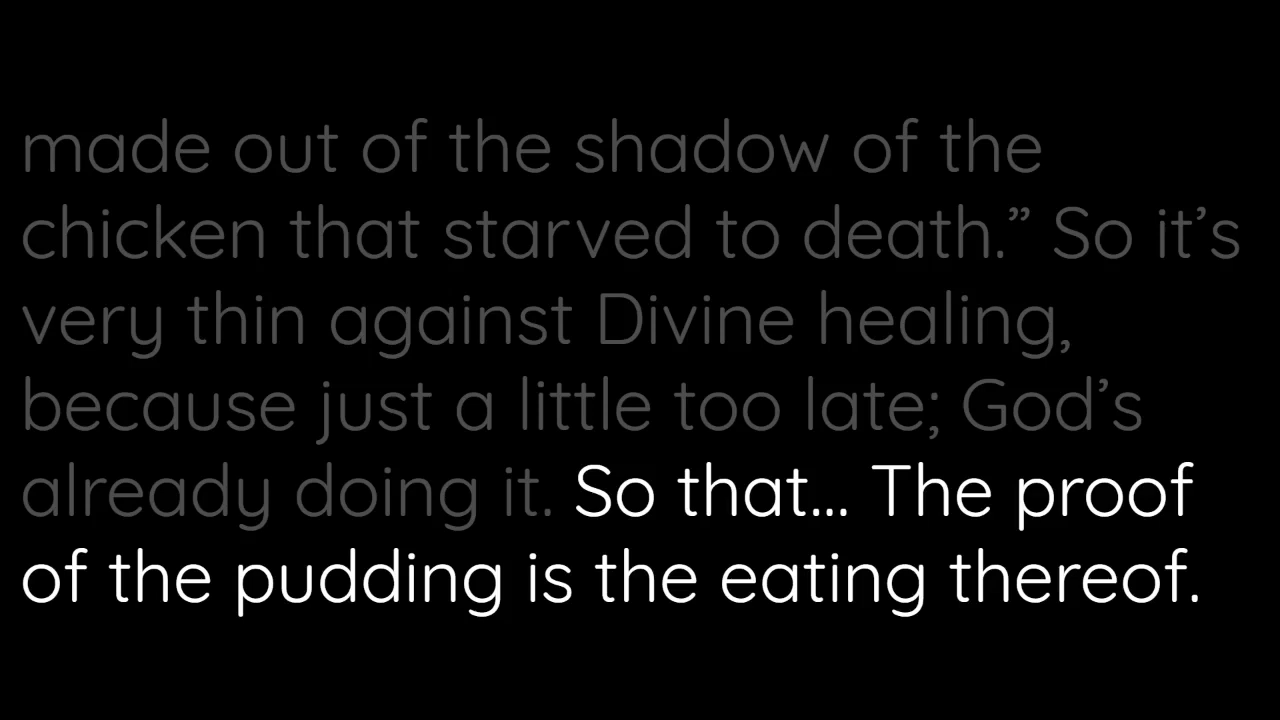 made out of the shadow of the
chicken that starved to death.” So it’s
very thin against Divine healing,
because just a little too late; God’s
already doing it. So that... The proof
of the pudding is the eating thereof.